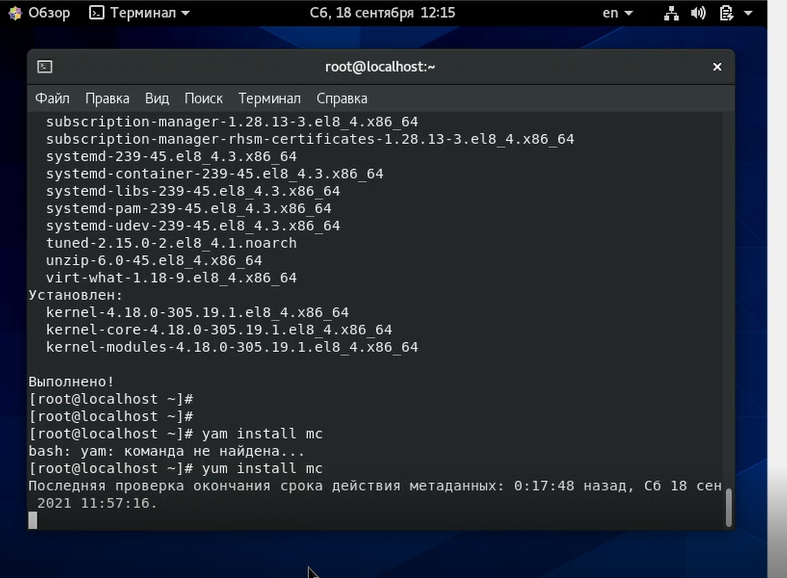 Обзор Терминал Сб, 18 сентября 12:15 en
root@localhost:~
Файл Правка Вид Поиск Терминал Справка
subscription-manager-1.28.13-3.el8_4.x86_64
subscription-manager-rhsm-certificates-1.28.13-3.el8_4.x86_64
systemd-239-45.el8_4.3.x86_64
systemd-container-239-45.el8_4.3.x86_64
systemd-libs-239-45.el8_4.3.x86_64
systemd-pam-239-45.el8_4.3.x86_64
systemd-udev-239-45.el8_4.3.x86_64
tuned-2.15.0-2.el8_4.1.noarch
unzip-6.0-45.el8_4.x86_64
virt-what-1.18-9.el8_4.x86_64
Установлен:
kernel-4.18.0-305.19.1.el8_4.x86_64
kernel-core-4.18.0-305.19.1.el8_4.x86_64
kernel-modules-4.18.0-305.19.1.el8_4.x86_64
Выполнено!
[root@localhost ~]#
[root@localhost ~]#
[root@localhost ~]# yam install mc
bash: yam: команда не найдена...
[root@localhost ~]# yum install mc
Последняя проверка окончания срока действия метаданных: 0:17:48 назад, Сб 18 сен
2021 11:57:16.